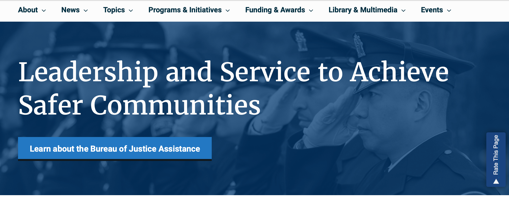 About News Topics Programs & Initiatives Funding & Awards Library & Multimedia Events
Leadership and Service to Achieve
Safer Communities
Learn about the Bureau of Justice Assistance
Rate This Page